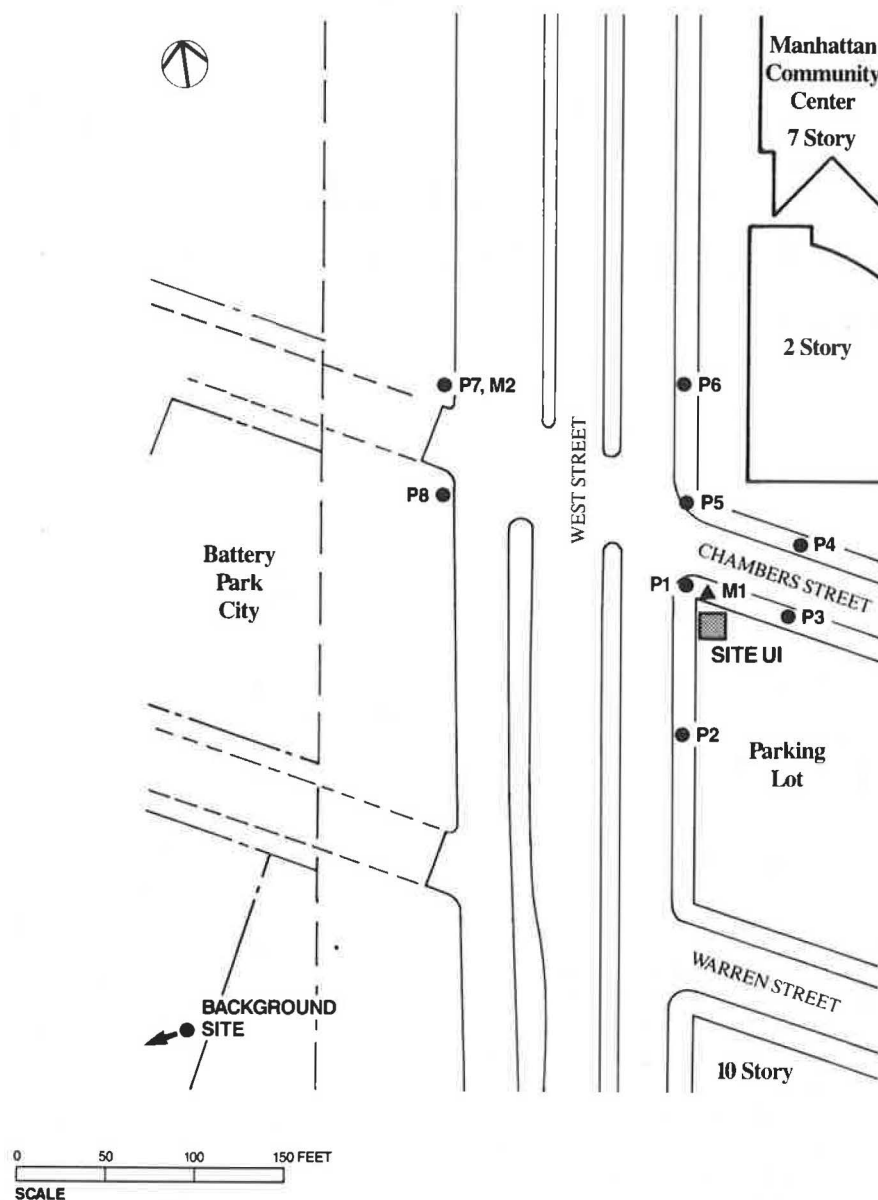 Manhattan
Community
Center
7 Story
2 Story
P7, M2
P6
WEST STREET
P8
P5
P4
CHAMBERS STREET
Battery
Park
City
P1
M1
P3
SITE UI
P2
Parking
Lot
WARREN STREET
BACKGROUND
SITE
10 Story
0 50 100 150 FEET
SCALE